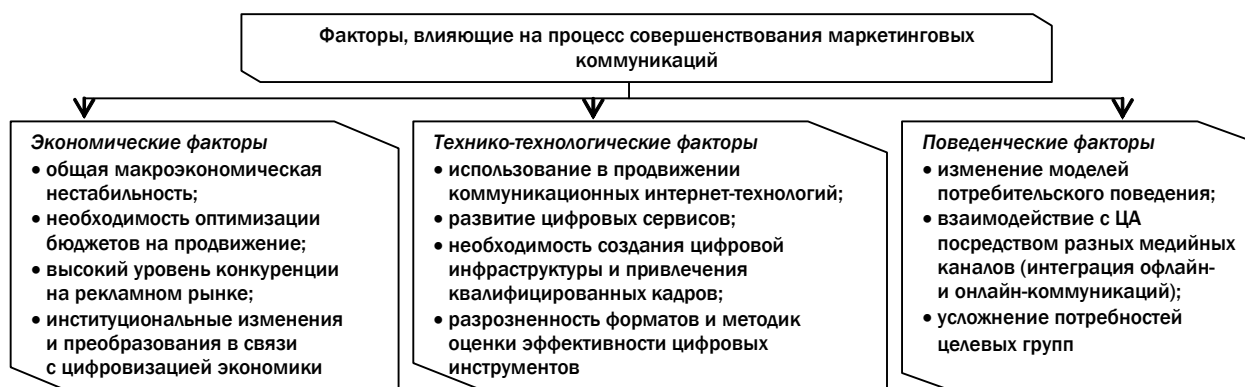 Факторы, влияющие на процесс совершенствования маркетинговых
коммуникаций
Экономические факторы
• общая макроэкономическая
нестабильность;
• необходимость оптимизации
бюджетов на продвижение;
• высокий уровень конкуренции
на рекламном рынке;
• институциональные изменения
и преобразования в связи
с цифровизацией экономики
Технико-технологические факторы
• использование в продвижении
коммуникационных интернет-технологий;
• развитие цифровых сервисов;
• необходимость создания цифровой
инфраструктуры и привлечения
квалифицированных кадров;
• разрозненность форматов и методик
оценки эффективности цифровых
инструментов
Поведенческие факторы
• изменение моделей
потребительского поведения;
• взаимодействие с ЦА
посредством разных медийных
каналов (интеграция офлайн-
и онлайн-коммуникаций);
• усложнение потребностей
целевых групп